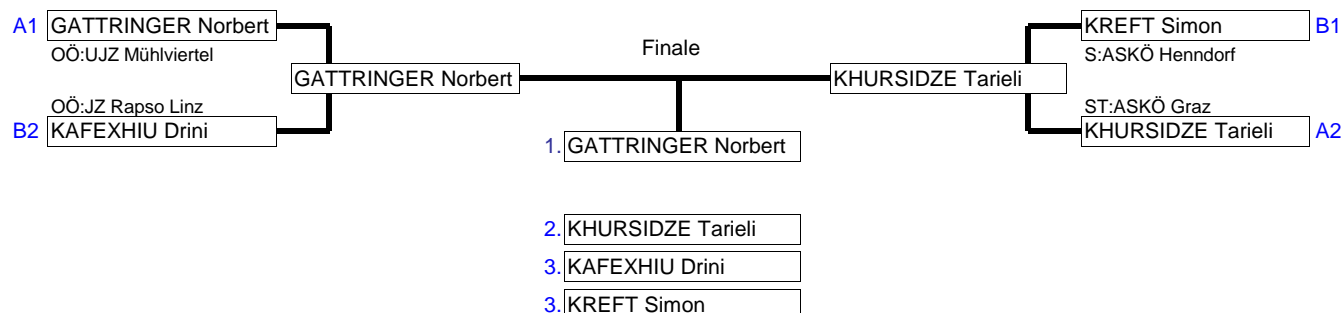 A1 GATTRINGER Norbert
OÖ:UJZ Mühlviertel
GATTRINGER Norbert
OÖ:JZ Rapso Linz
B2 KAFEXHIU Drini
Finale
KREFT Simon B1
S:ASKÖ Henndorf
KHURSIDZE Tarieli
ST:ASKÖ Graz
KHURSIDZE Tarieli A2
1. GATTRINGER Norbert
2. KHURSIDZE Tarieli
3. KAFEXHIU Drini
3. KREFT Simon